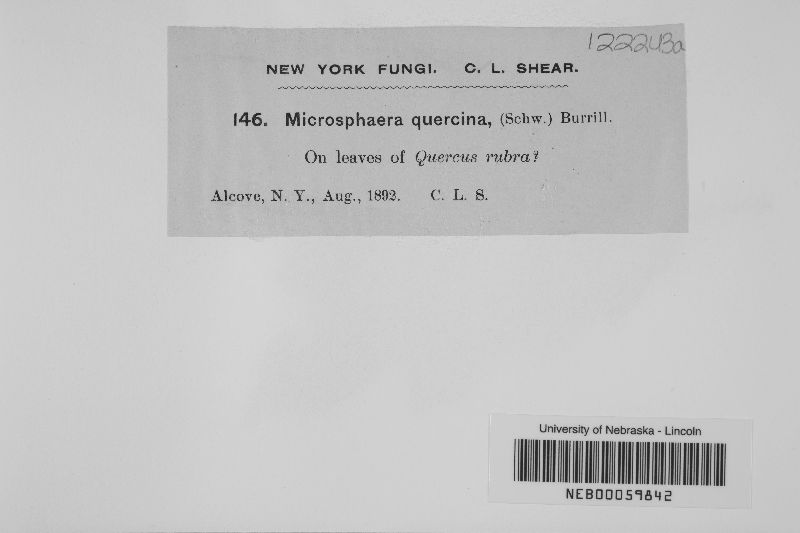 122243a
NEW YORK FUNGI. C. L. SHEAR.
146. Microsphaera quercina, (Schw.) Burrill.
On leaves of Quercus rubra?
Alcove, N. Y., Aug., 1892. C. L. S.
University of Nebraska - Lincoln
NEB00059842